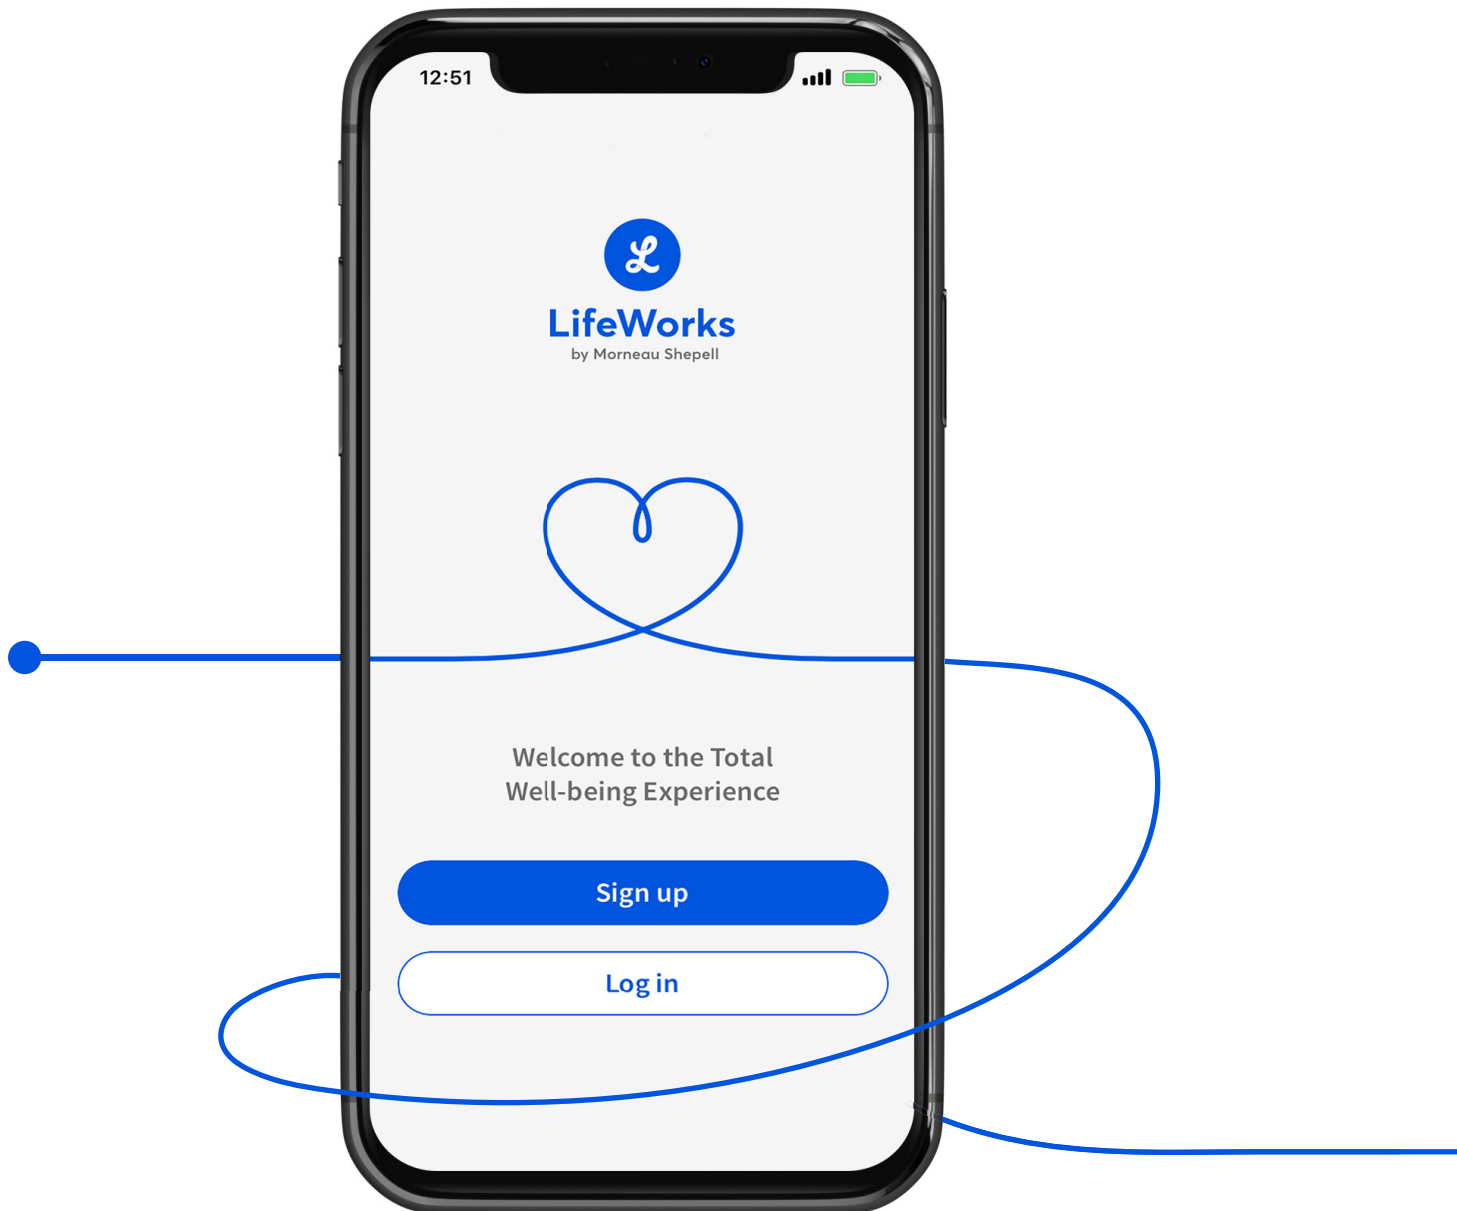 12:51
L
LifeWorks
by Morneau Shepell
Welcome to the Total
Well-being Experience
Sign up
Log in